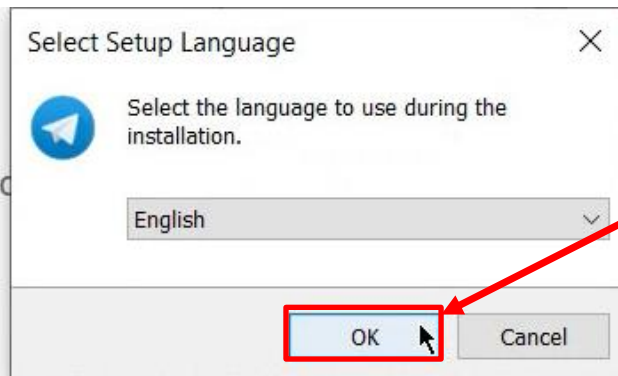 Select Setup Language
Select the language to use during the
installation.
English
OK
Cancel